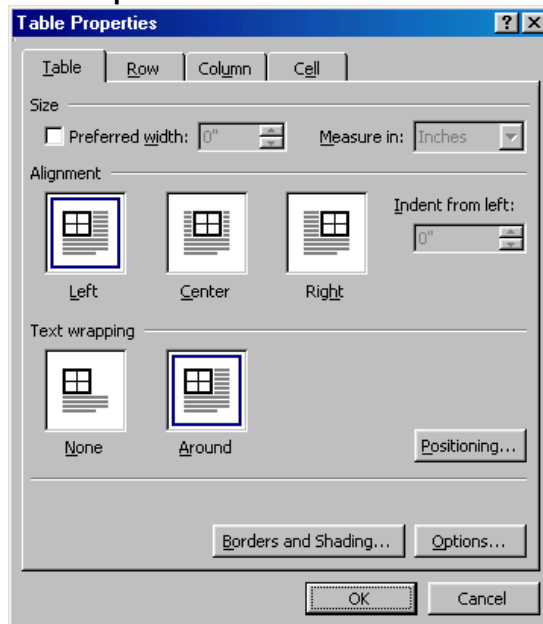 Table Properties
Table Row Column Cell
Size
Preferred width: 0" Measure in: Inches
Alignment
Indent from left:
0"
Left Center Right
Text wrapping
None Around
Positioning...
Borders and Shading... Options...
OK Cancel